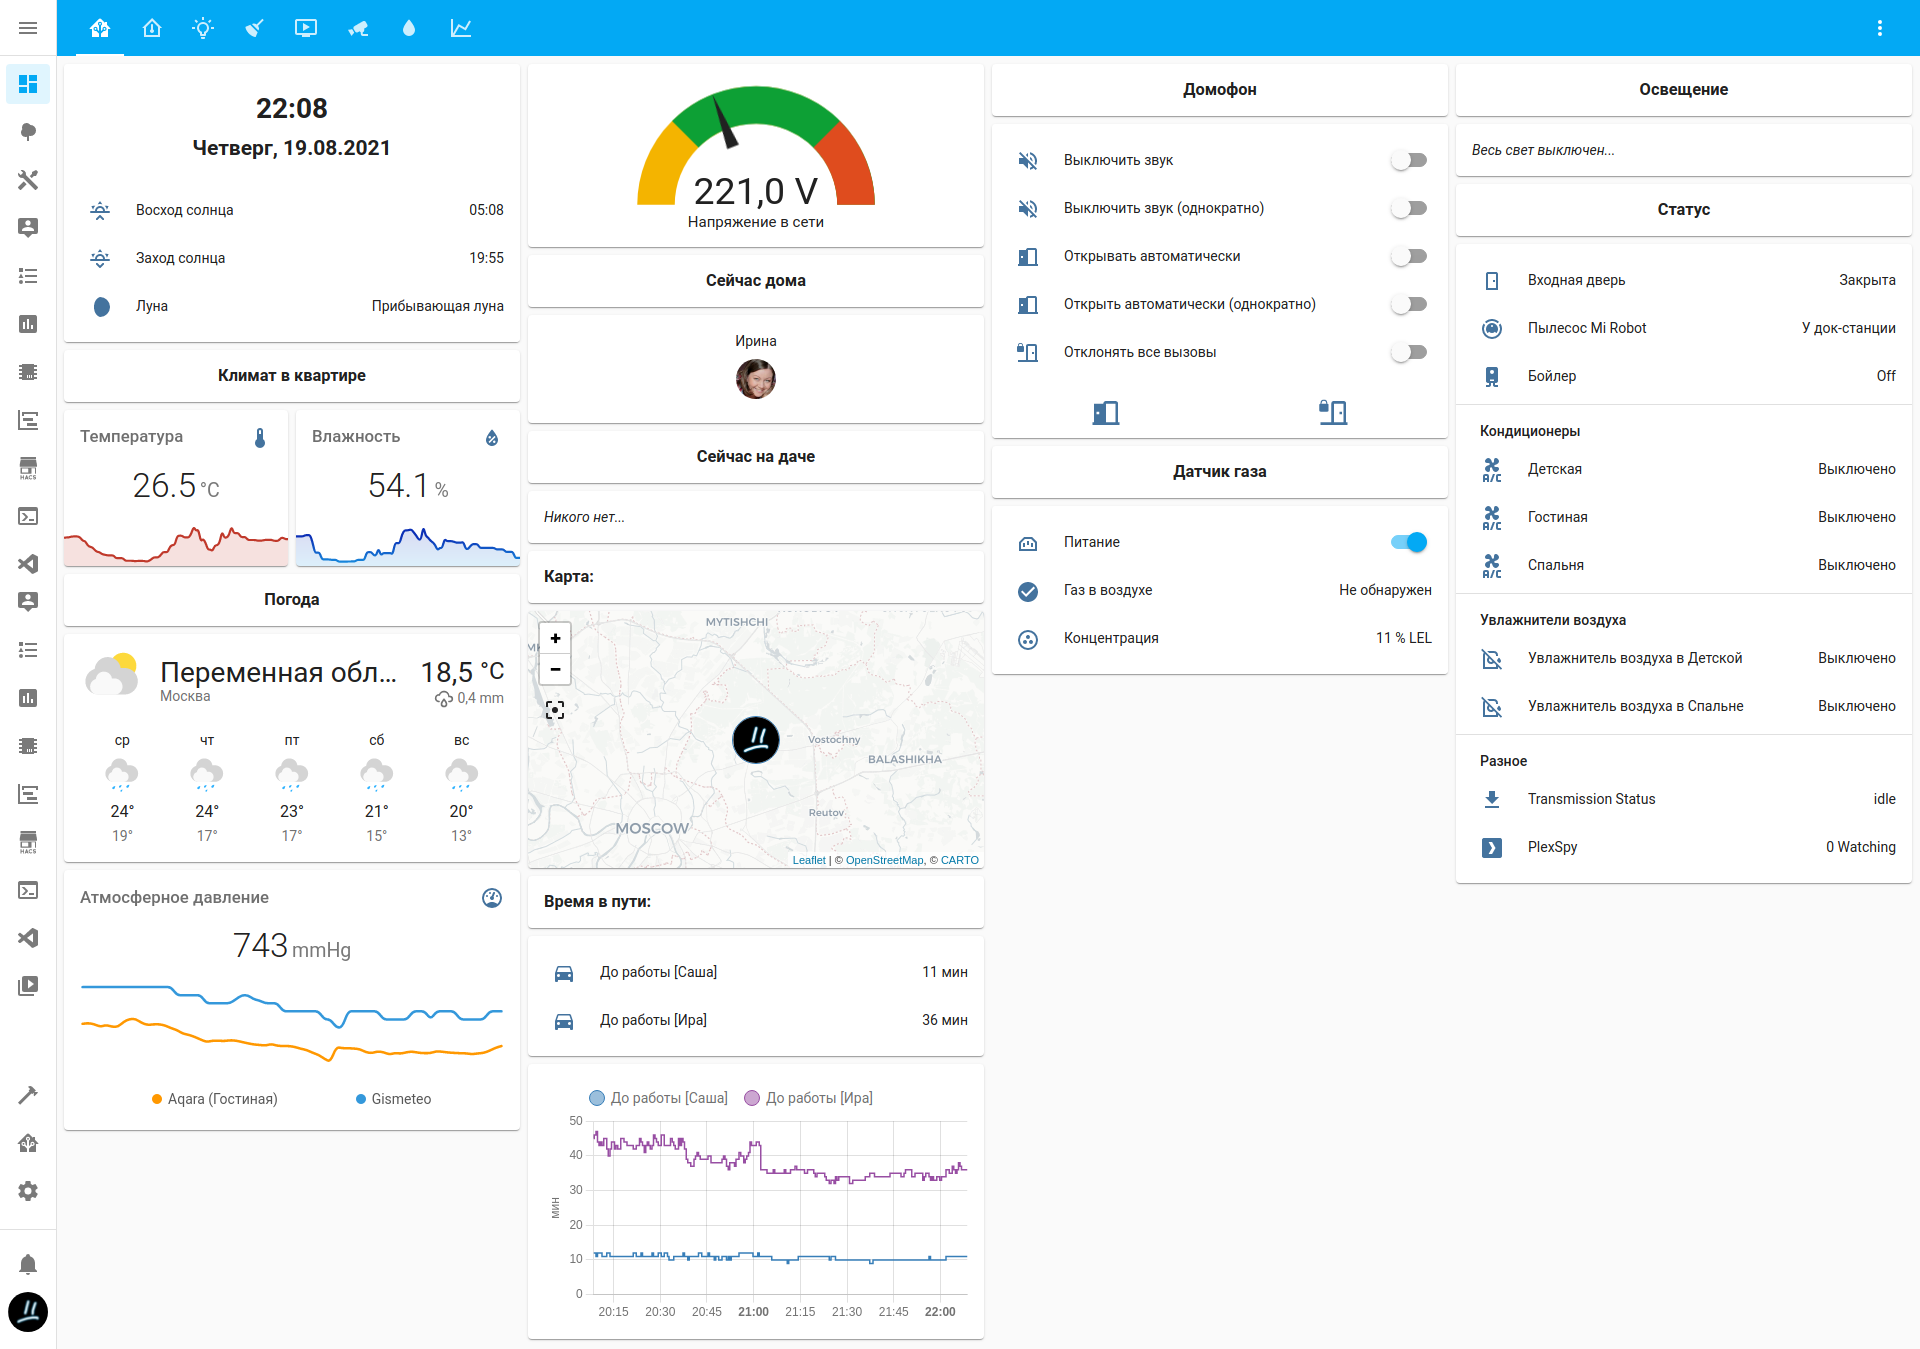 22:08
Четверг, 19.08.2021
Восход солнца 05:08
Заход солнца 19:55
Луна Прибывающая луна
Климат в квартире
Температура
26.5 °C
Влажность
54.1 %
Погода
Переменная обл... 18,5 °C
Москва 0,4 mm
ср чт пт сб вс
24° 24° 23° 21° 20°
19° 17° 17° 15° 13°
Атмосферное давление
743 mmHg
Aqara (Гостиная) Gismeteo
221,0 V
Напряжение в сети
Сейчас дома
Ирина
Сейчас на даче
Никого нет...
Карта:
+
−
MYTISHCHI
Vostochny
BALASHIKHA
Reutov
MOSCOW
Leaflet | © OpenStreetMap, © CARTO
Время в пути:
До работы [Саша] 11 мин
До работы [Ира] 36 мин
До работы [Саша] До работы [Ира]
50
40
30
20
10
0
мин
20:15 20:30 20:45 21:00 21:15 21:30 21:45 22:00
Домофон
Выключить звук
Выключить звук (однократно)
Открывать автоматически
Открыть автоматически (однократно)
Отклонять все вызовы
Датчик газа
Питание
Газ в воздухе Не обнаружен
Концентрация 11 % LEL
Освещение
Весь свет выключен...
Статус
Входная дверь Закрыта
Пылесос Mi Robot У док-станции
Бойлер Off
Кондиционеры
A/C Детская Выключено
A/C Гостиная Выключено
A/C Спальня Выключено
Увлажнители воздуха
Увлажнитель воздуха в Детской Выключено
Увлажнитель воздуха в Спальне Выключено
Разное
Transmission Status idle
PlexSpy 0 Watching
HACS
HACS